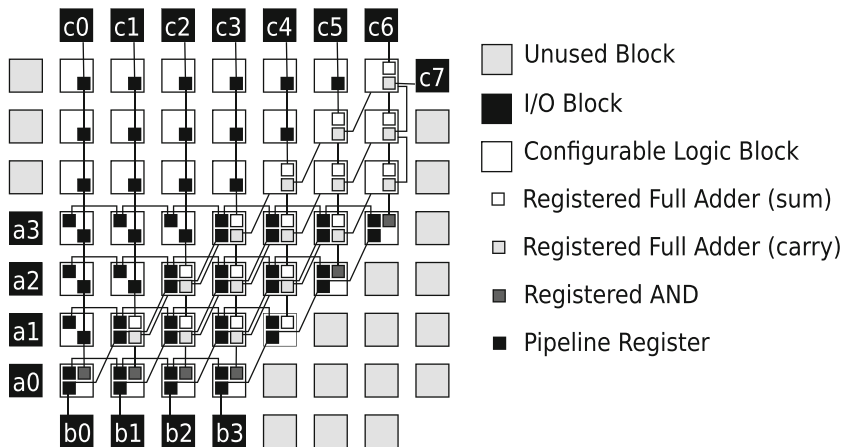 c0 c1 c2 c3 c4 c5 c6
c7
a3
a2
a1
a0
b0 b1 b2 b3
Unused Block
I/O Block
Configurable Logic Block
Registered Full Adder (sum)
Registered Full Adder (carry)
Registered AND
Pipeline Register